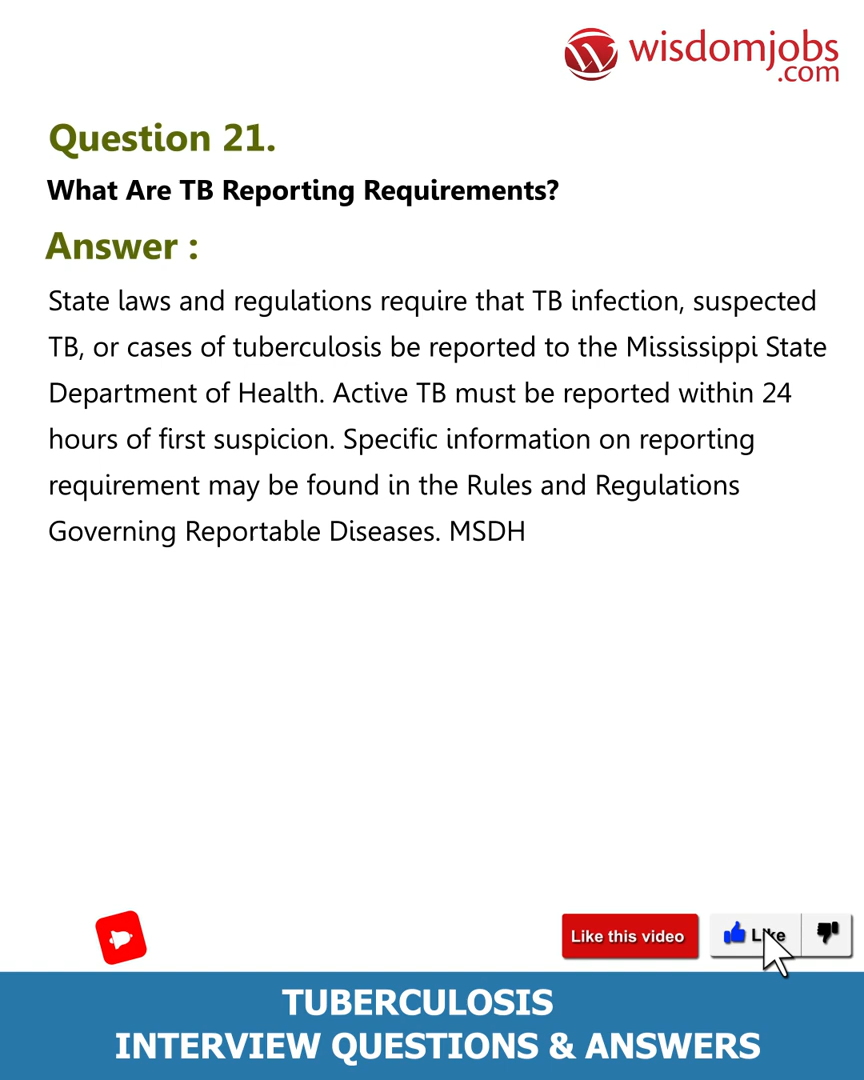 wisdomjobs
.com
Question 21.
What Are TB Reporting Requirements?
Answer :
State laws and regulations require that TB infection, suspected
TB, or cases of tuberculosis be reported to the Mississippi State
Department of Health. Active TB must be reported within 24
hours of first suspicion. Specific information on reporting
requirement may be found in the Rules and Regulations
Governing Reportable Diseases. MSDH
Like this video
Like
TUBERCULOSIS
INTERVIEW QUESTIONS & ANSWERS